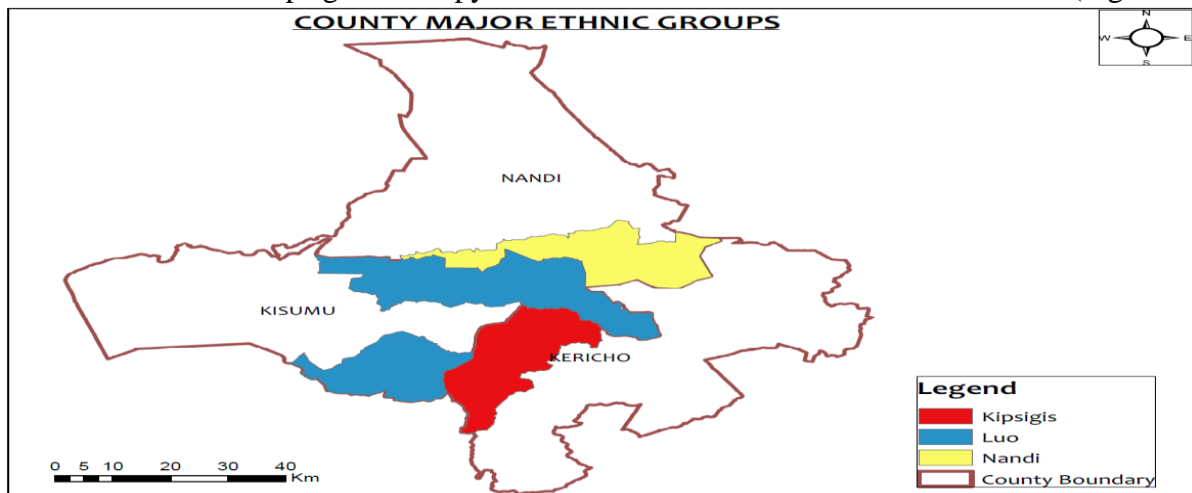 COUNTY MAJOR ETHNIC GROUPS
N
W E
S
NANDI
KISUMU
KERICHO
Legend
Kipsigis
Luo
Nandi
County Boundary
0 5 10 20 30 40
Km